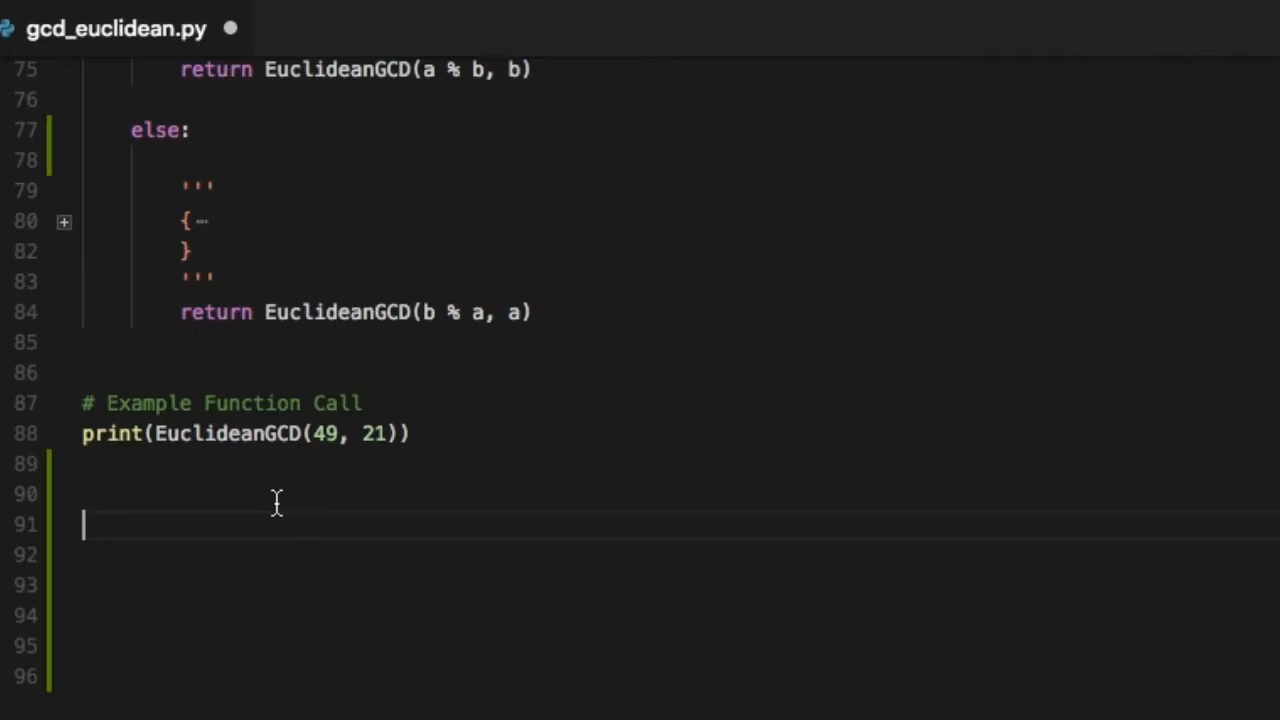 gcd_euclidean.py
75 return EuclideanGCD(a % b, b)
76
77 else:
78
79 '''
80 {⋯
82 }
83 '''
84 return EuclideanGCD(b % a, a)
85
86
87 # Example Function Call
88 print(EuclideanGCD(49, 21))
89
90
91
92
93
94
95
96